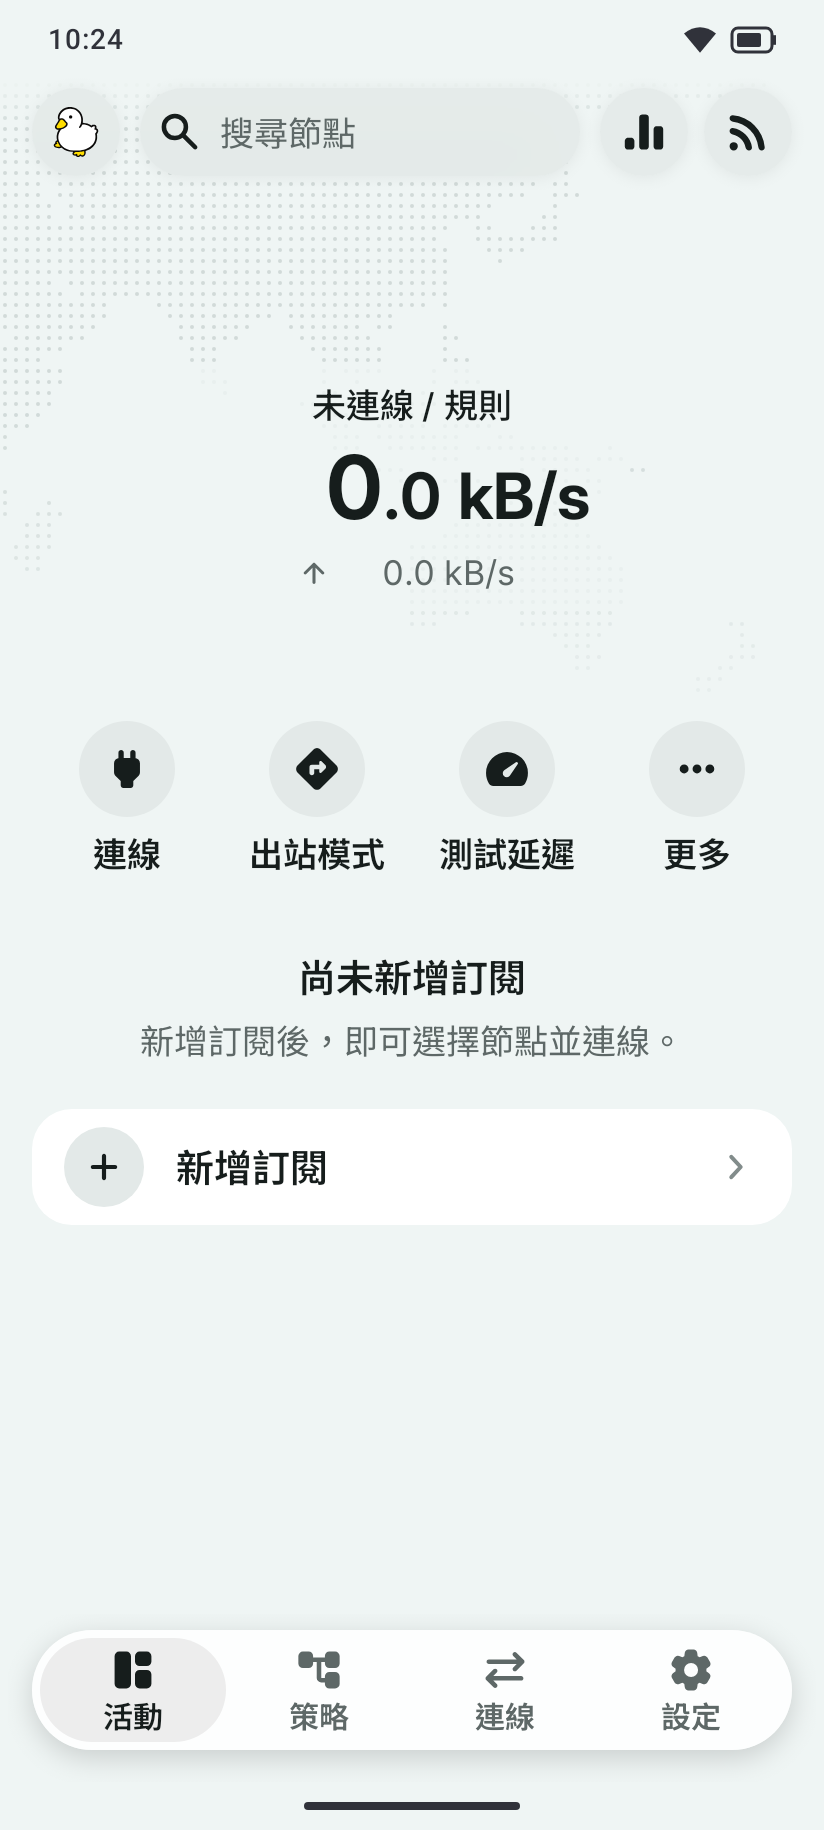 10:24
搜尋節點
未連線 / 規則
0.0 kB/s
0.0 kB/s
連線
出站模式
測試延遲
更多
尚未新增訂閱
新增訂閱後，即可選擇節點並連線。
新增訂閱
活動
策略
連線
設定